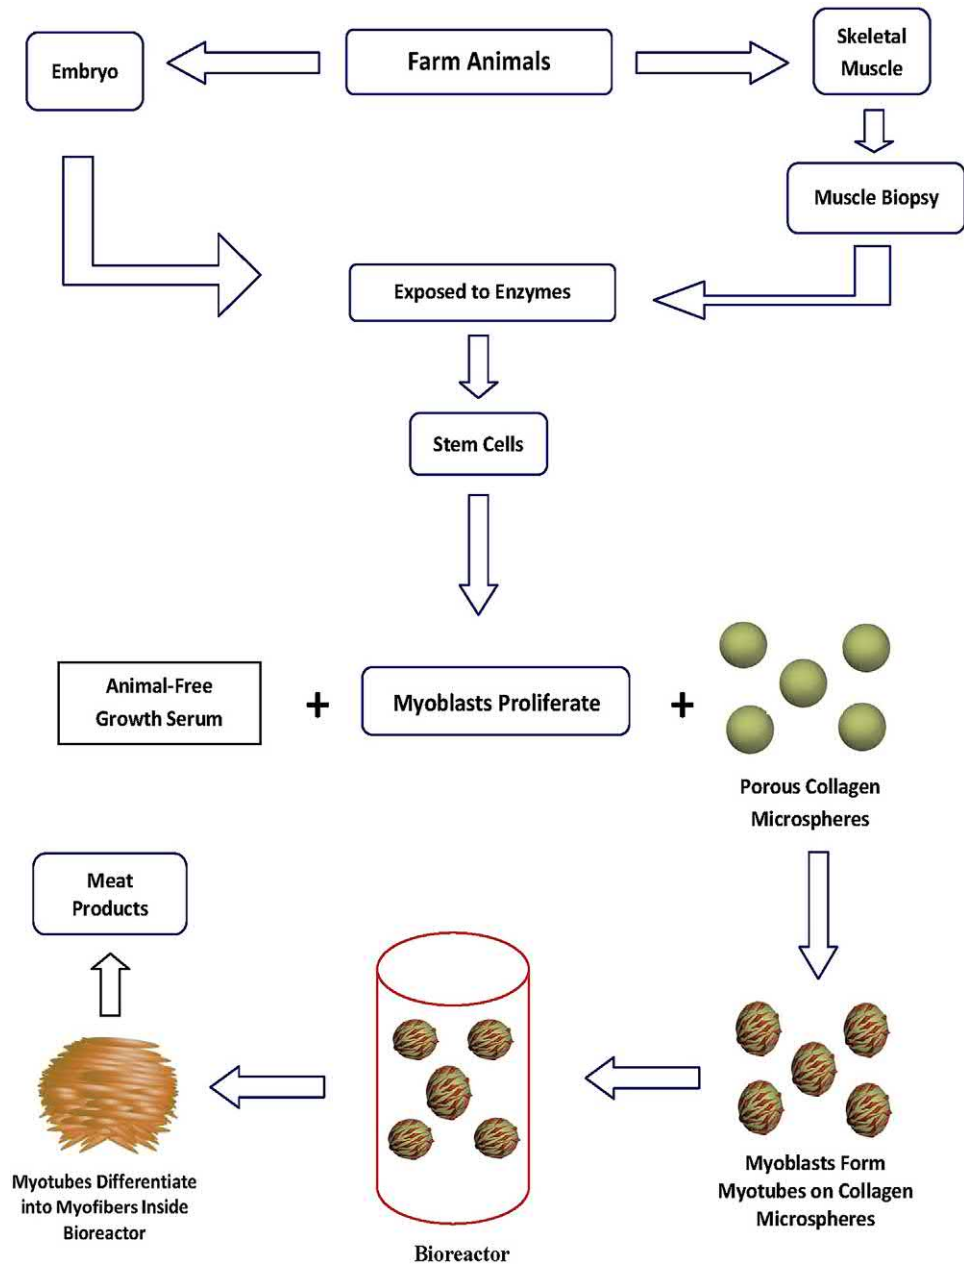 Embryo
Farm Animals
Skeletal
Muscle
Muscle Biopsy
Exposed to Enzymes
Stem Cells
Animal-Free
Growth Serum
+
Myoblasts Proliferate
+
Porous Collagen
Microspheres
Meat
Products
Myotubes Differentiate
into Myofibers Inside
Bioreactor
Bioreactor
Myoblasts Form
Myotubes on Collagen
Microspheres